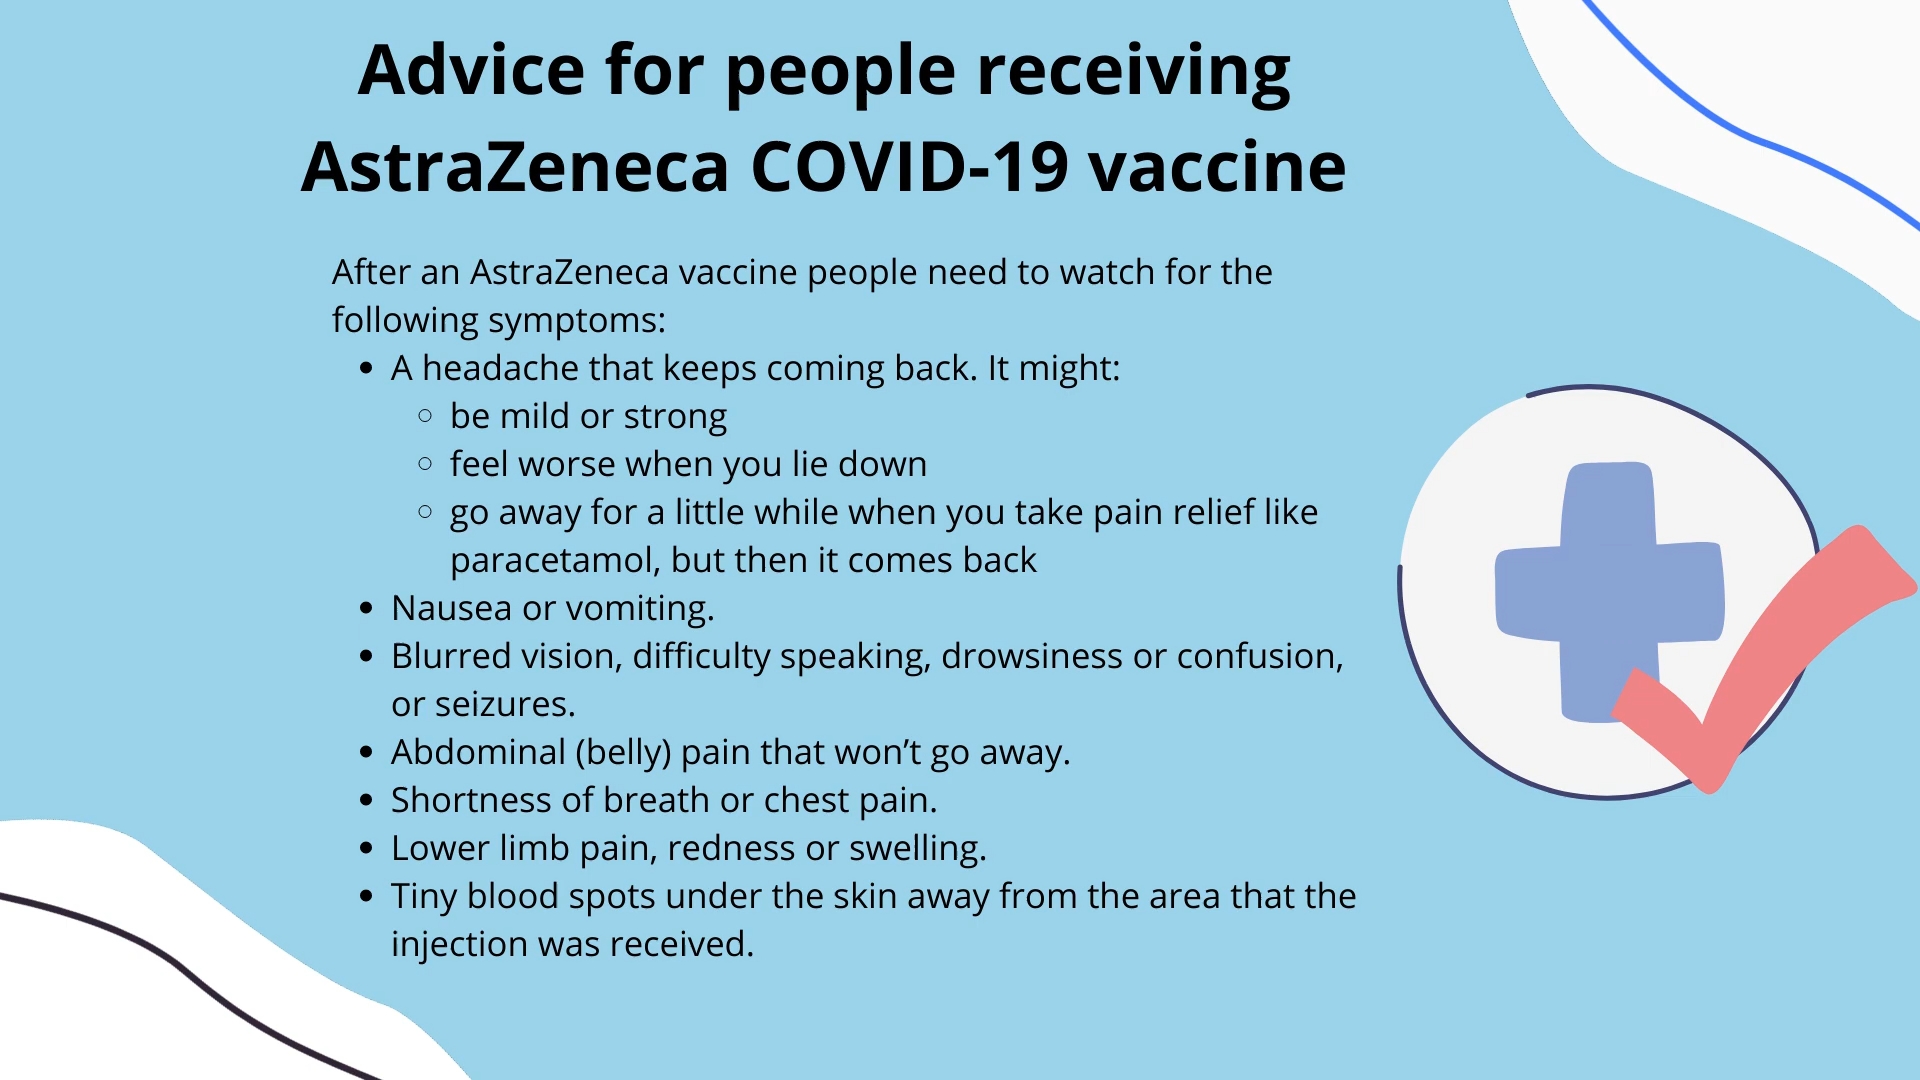 Advice for people receiving
AstraZeneca COVID-19 vaccine
After an AstraZeneca vaccine people need to watch for the
following symptoms:
• A headache that keeps coming back. It might:
◦ be mild or strong
◦ feel worse when you lie down
◦ go away for a little while when you take pain relief like
paracetamol, but then it comes back
• Nausea or vomiting.
• Blurred vision, difficulty speaking, drowsiness or confusion,
or seizures.
• Abdominal (belly) pain that won’t go away.
• Shortness of breath or chest pain.
• Lower limb pain, redness or swelling.
• Tiny blood spots under the skin away from the area that the
injection was received.